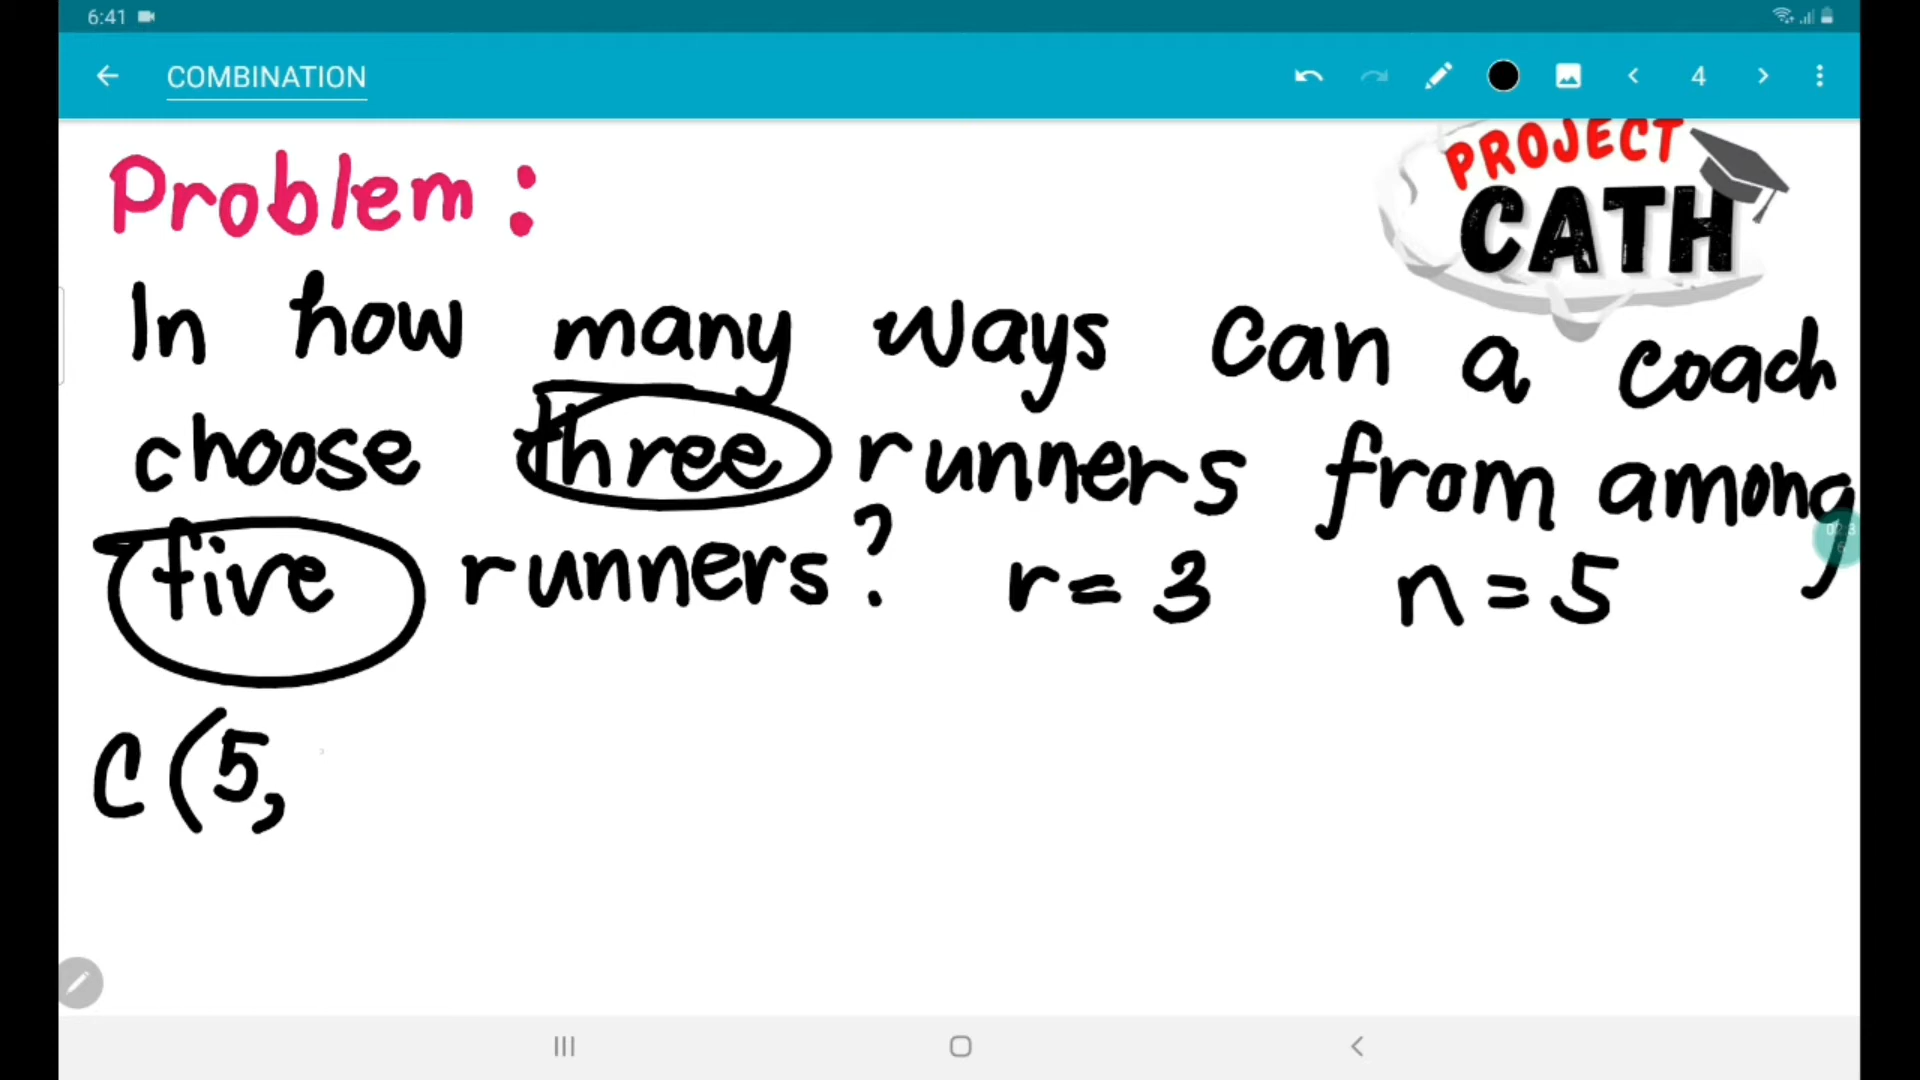 6:41
COMBINATION
4
PROJECT
CATH
Problem:
In how many ways can a coach
choose three runners from among
five runners? r= 3 n=5
C(5,